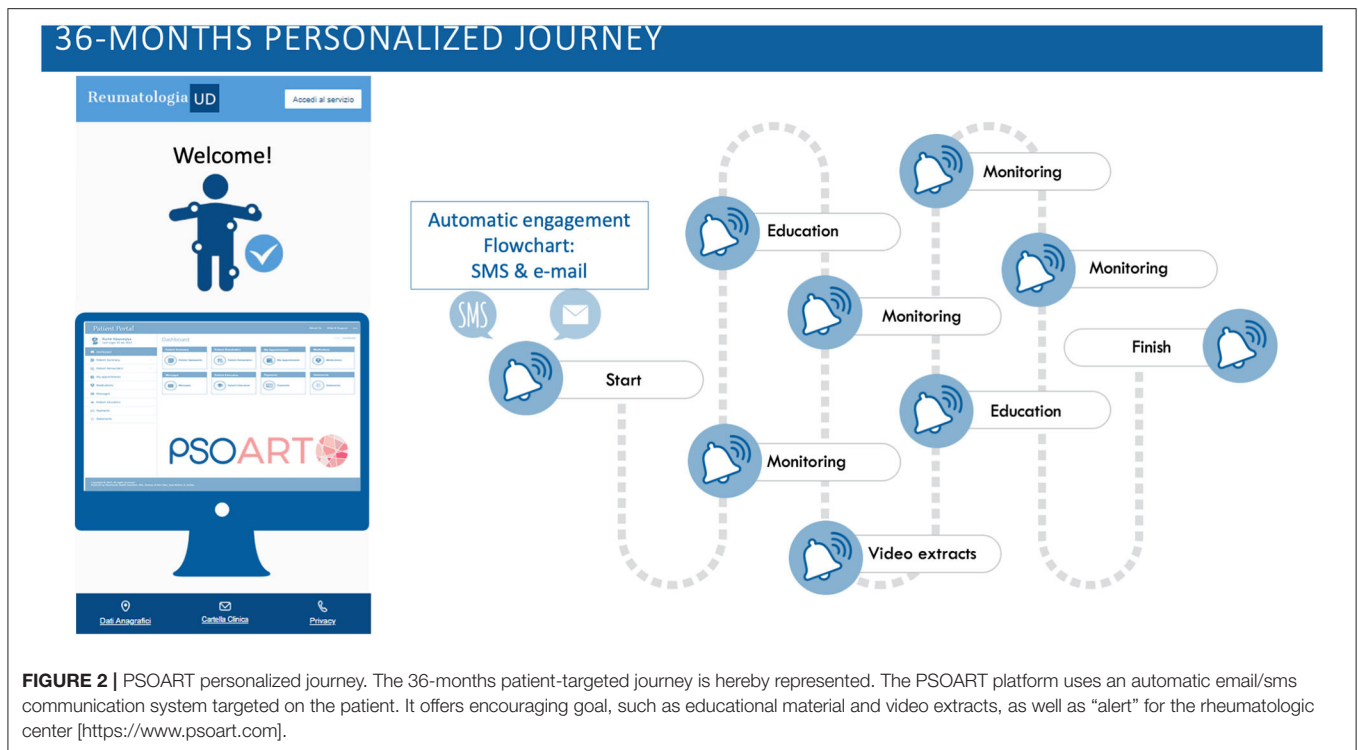 36-MONTHS PERSONALIZED JOURNEY
Reumatologia UD
Accedi al servizio
Welcome!
Patient Portal
Dashboard
PSOART
Dati Anagrafici
Cartella Clinica
Privacy
Automatic engagement
Flowchart:
SMS & e-mail
SMS
Start
Monitoring
Education
Monitoring
Video extracts
Education
Monitoring
Monitoring
Finish
FIGURE 2 | PSOART personalized journey. The 36-months patient-targeted journey is hereby represented. The PSOART platform uses an automatic email/sms
communication system targeted on the patient. It offers encouraging goal, such as educational material and video extracts, as well as “alert” for the rheumatologic
center [https://www.psoart.com].